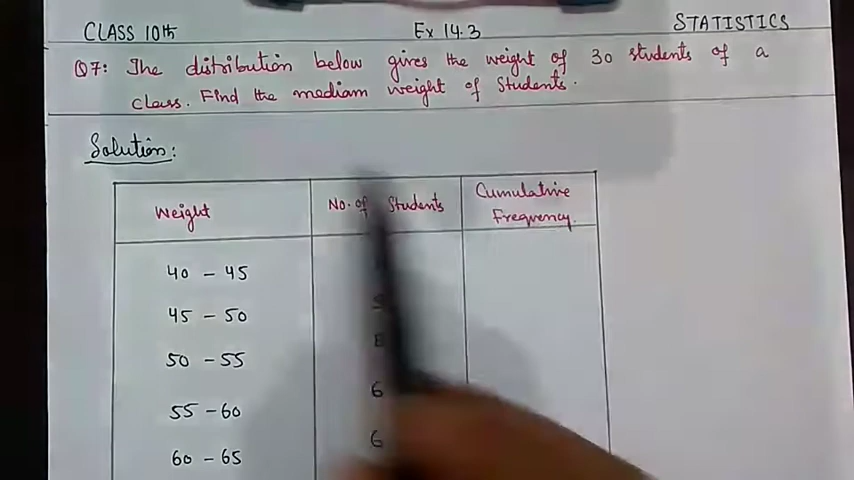 CLASS 10th Ex 14.3 STATISTICS
Q7: The distribution below gives the weight of 30 students of a
class. Find the mediam weight of Students.
Solution:
Weight No. of Students Cumulative Frequency.
40 - 45
45 - 50
50 - 55 8
55 - 60 6
60 - 65 6